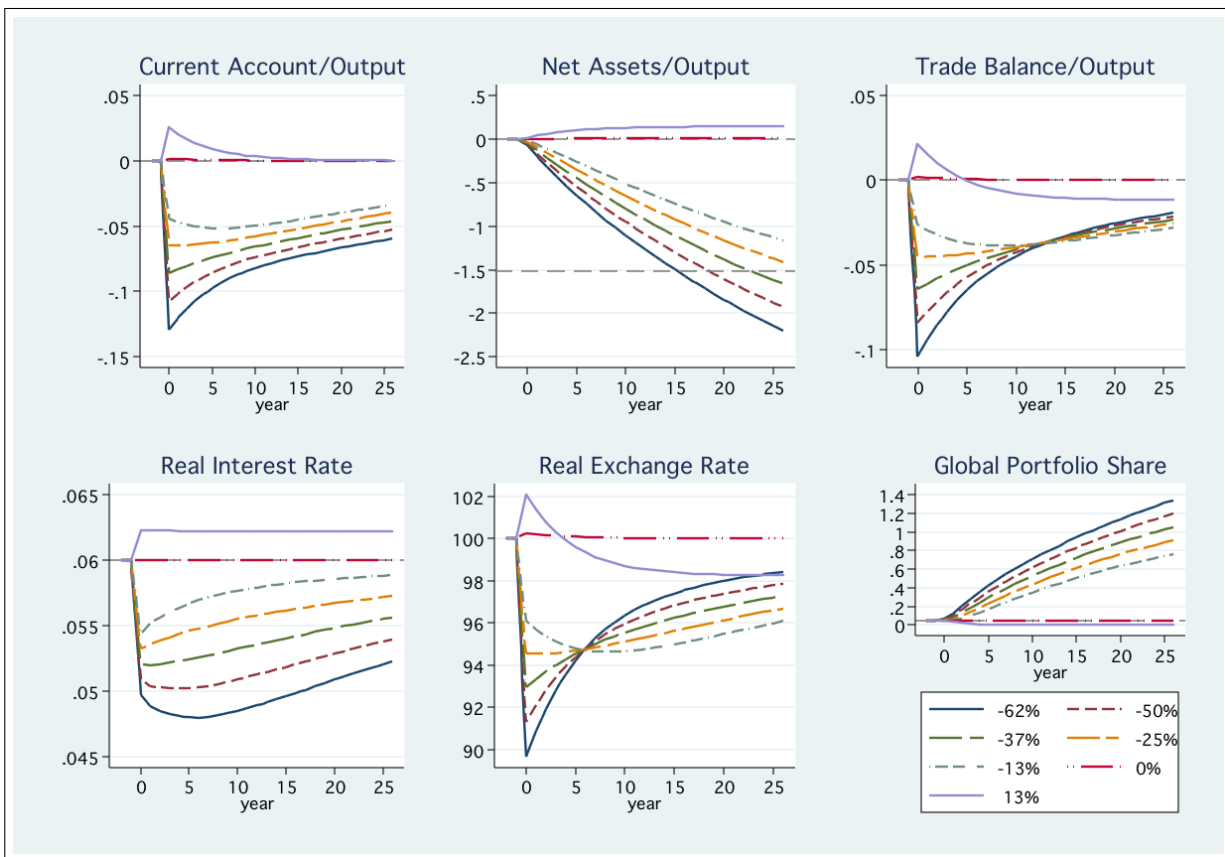 Current Account/Output
.05
0
-.05
-.1
-.15
0 5 10 15 20 25
year
Net Assets/Output
.5
0
-.5
-1
-1.5
-2
-2.5
0 5 10 15 20 25
year
Trade Balance/Output
.05
0
-.05
-.1
0 5 10 15 20 25
year
Real Interest Rate
.065
.06
.055
.05
.045
0 5 10 15 20 25
year
Real Exchange Rate
102
100
98
96
94
92
90
0 5 10 15 20 25
year
Global Portfolio Share
1.4
1.2
1
.8
.6
.4
.2
0
0 5 10 15 20 25
year
-62% -50%
-37% -25%
-13% 0%
13%